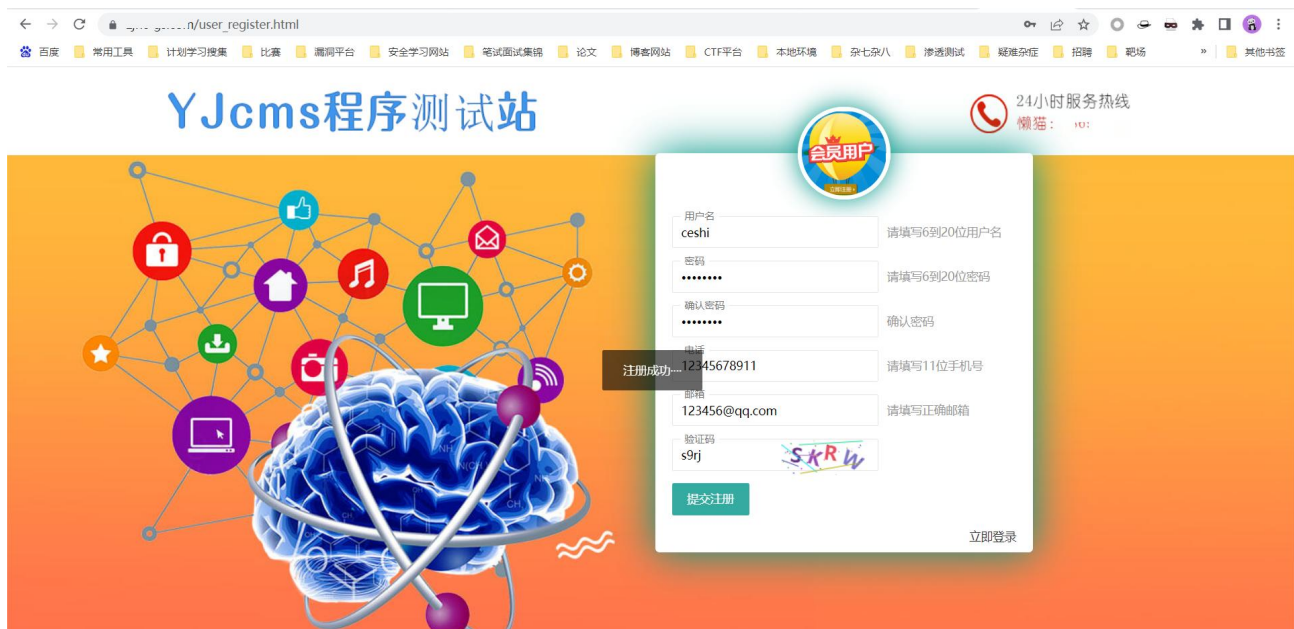 n/user_register.html
百度 常用工具 计划学习搜集 比赛 漏洞平台 安全学习网站 笔试面试集锦 论文 博客网站 CTF平台 本地环境 杂七杂八 渗透测试 疑难杂症 招聘 靶场 » 其他书签
YJcms程序测试站
24小时服务热线
懒猫：
会员用户
立即注册
用户名
ceshi 请填写6到20位用户名
密码
•••••••• 请填写6到20位密码
确认密码
•••••••• 确认密码
电话
12345678911 请填写11位手机号
注册成功····
邮箱
123456@qq.com 请填写正确邮箱
验证码
s9rj SKRW
提交注册
立即登录